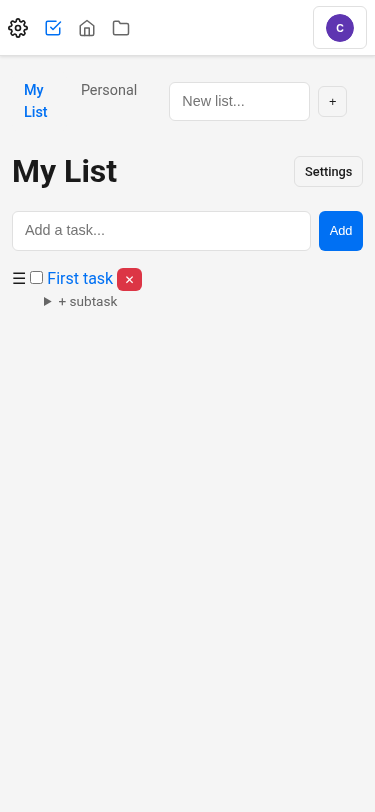 C
My
List
Personal
New list...
+
My List
Settings
Add a task...
Add
☰ First task ✕
▶ + subtask